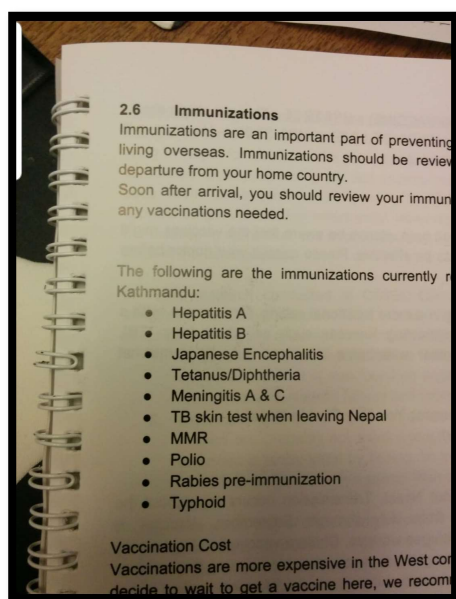 2.6 Immunizations
Immunizations are an important part of preventing
living overseas. Immunizations should be review
departure from your home country.
Soon after arrival, you should review your immun
any vaccinations needed.
The following are the immunizations currently r
Kathmandu:
• Hepatitis A
• Hepatitis B
• Japanese Encephalitis
• Tetanus/Diphtheria
• Meningitis A & C
• TB skin test when leaving Nepal
• MMR
• Polio
• Rabies pre-immunization
• Typhoid
Vaccination Cost
Vaccinations are more expensive in the West co
decide to wait to get a vaccine here, we recom